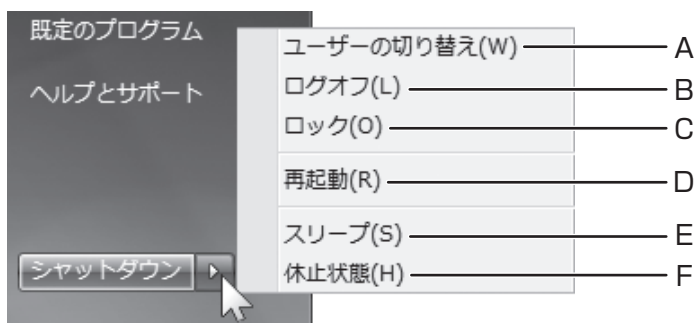 既定のプログラム
ヘルプとサポート
シャットダウン
ユーザーの切り替え(W) A
ログオフ(L) B
ロック(O) C
再起動(R) D
スリープ(S) E
休止状態(H) F